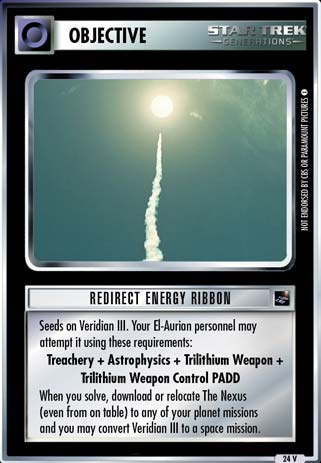 OBJECTIVE
STAR TREK
GENERATIONS
NOT ENDORSED BY CBS OR PARAMOUNT PICTURES
REDIRECT ENERGY RIBBON
Seeds on Veridian III. Your El-Aurian personnel may
attempt it using these requirements:
Treachery + Astrophysics + Trilithium Weapon +
Trilithium Weapon Control PADD
When you solve, download or relocate The Nexus
(even from on table) to any of your planet missions
and you may convert Veridian III to a space mission.
24 V